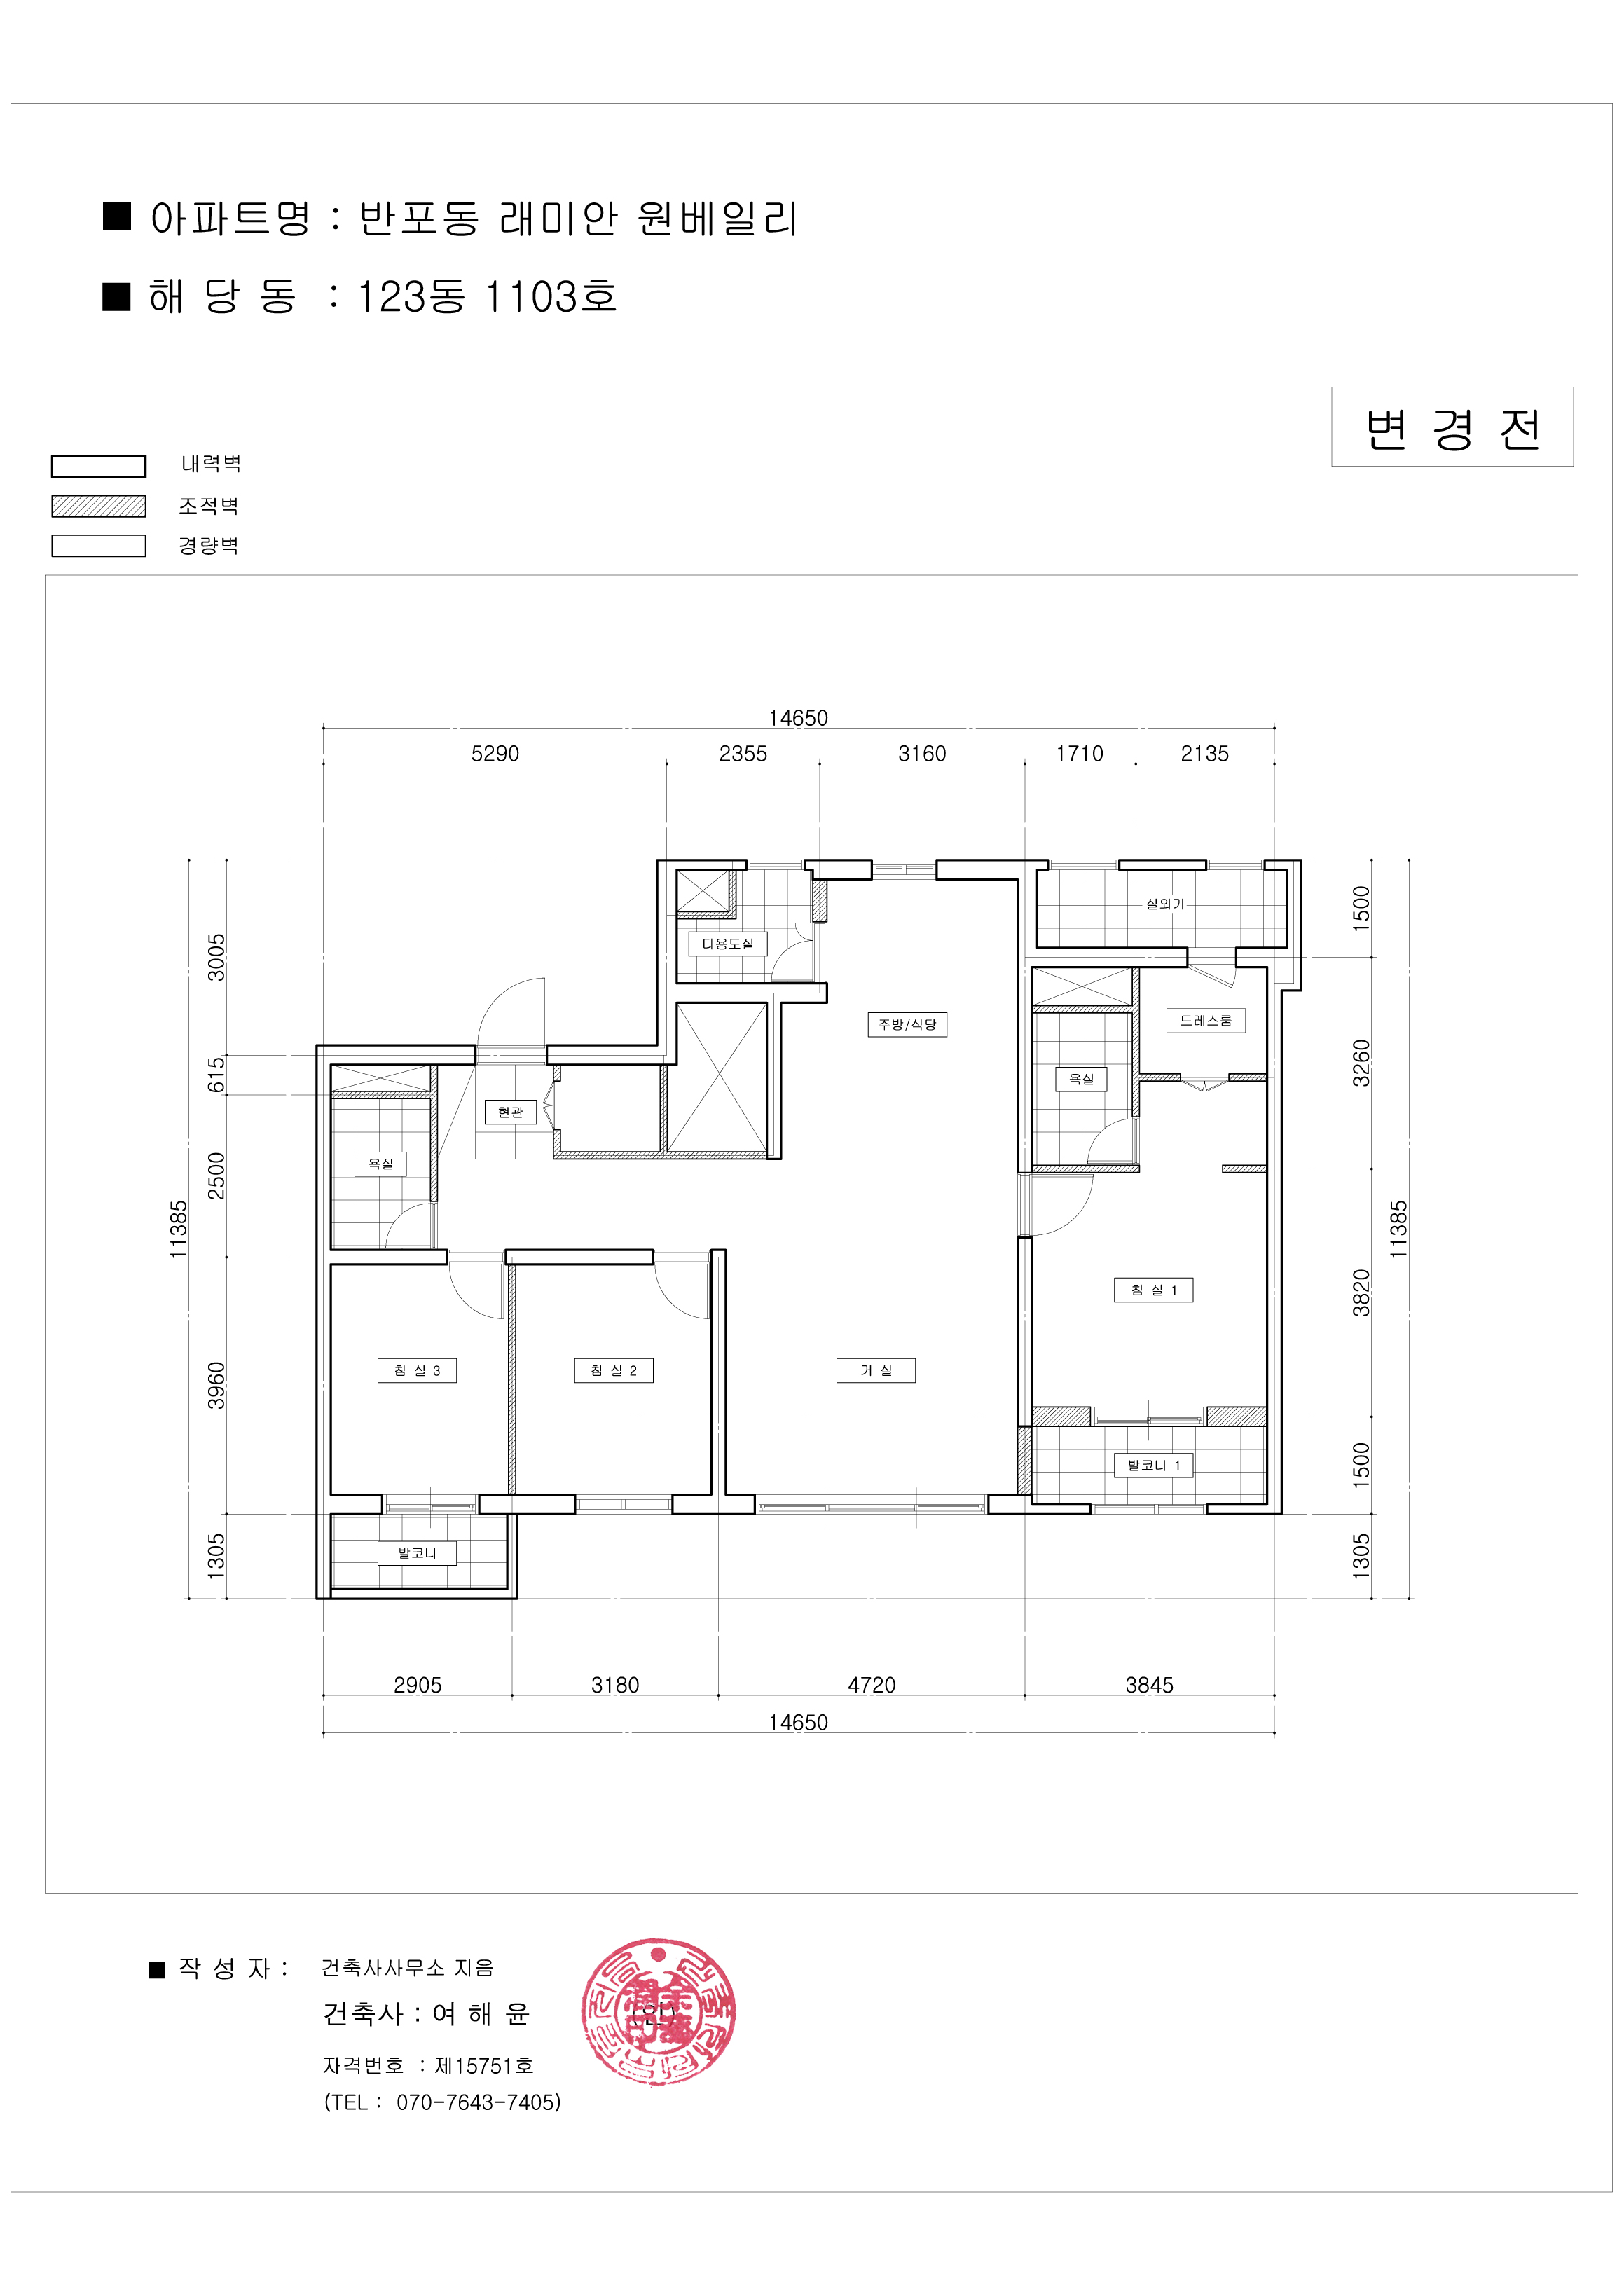 ■ 아파트명 : 반포동 래미안 원베일리
■ 해 당 동 : 123동 1103호
변 경 전
내력벽
조적벽
경량벽
14650
5290 2355 3160 1710 2135
3005
615
2500
3960
1305
11385
1500
3260
3820
1500
1305
11385
실외기
다용도실
주방/식당
드레스룸
욕실
현관
욕실
침 실 1
침 실 3
침 실 2
거 실
발코니 1
발코니
2905 3180 4720 3845
14650
■ 작 성 자 : 건축사사무소 지음
건축사 : 여 해 윤 (인)
자격번호 : 제15751호
(TEL : 070-7643-7405)